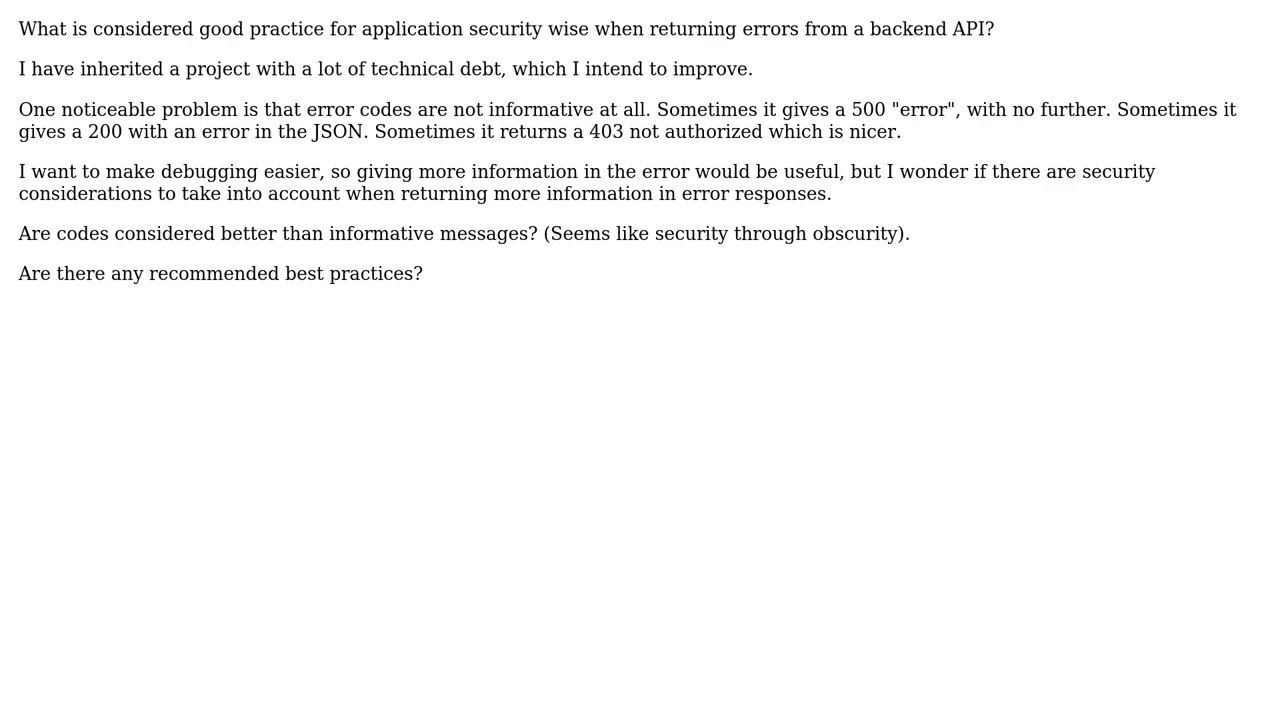 What is considered good practice for application security wise when returning errors from a backend API?
I have inherited a project with a lot of technical debt, which I intend to improve.
One noticeable problem is that error codes are not informative at all. Sometimes it gives a 500 "error", with no further. Sometimes it
gives a 200 with an error in the JSON. Sometimes it returns a 403 not authorized which is nicer.
I want to make debugging easier, so giving more information in the error would be useful, but I wonder if there are security
considerations to take into account when returning more information in error responses.
Are codes considered better than informative messages? (Seems like security through obscurity).
Are there any recommended best practices?